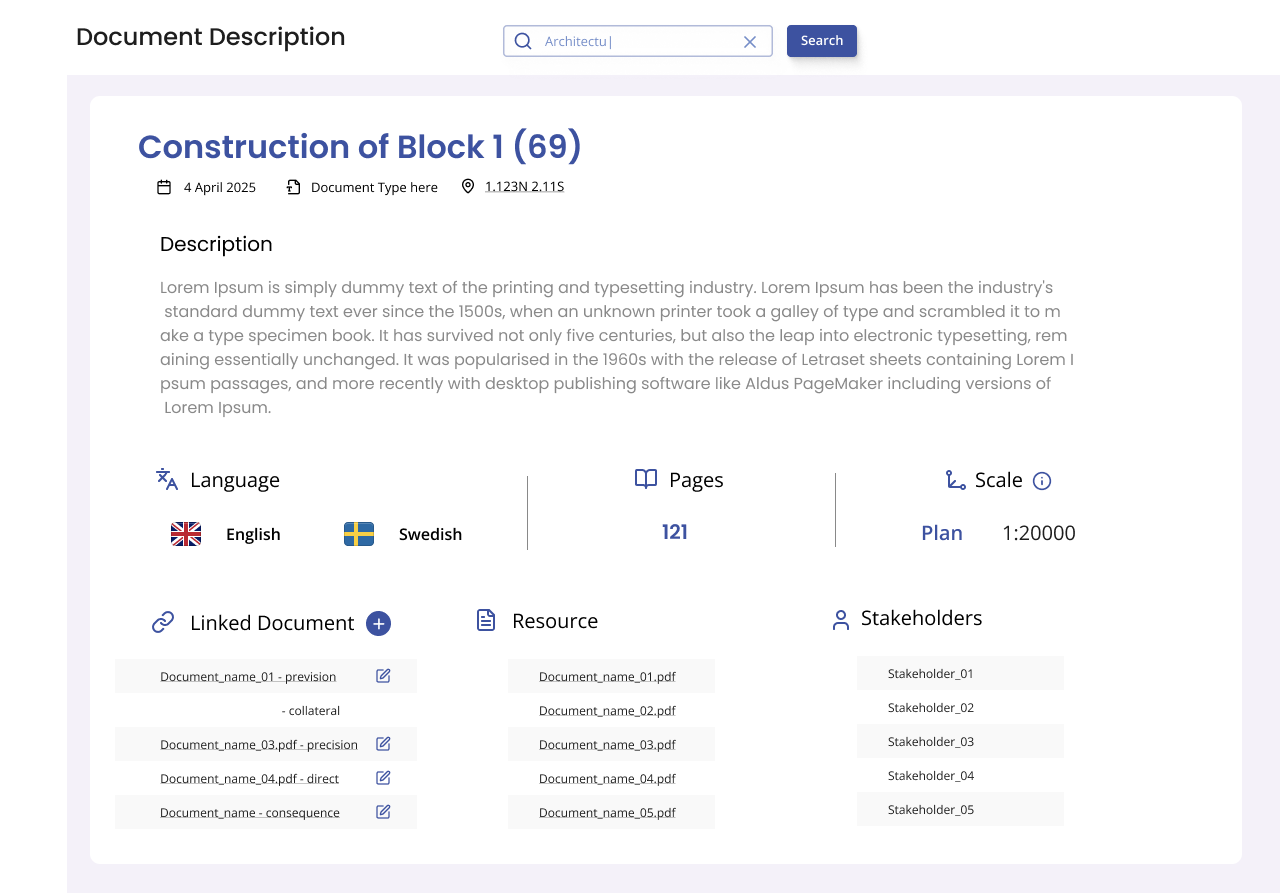 Document Description
Architectu|
Search
Construction of Block 1 (69)
4 April 2025
Document Type here
1.123N 2.11S
Description
Lorem Ipsum is simply dummy text of the printing and typesetting industry. Lorem Ipsum has been the industry's
standard dummy text ever since the 1500s, when an unknown printer took a galley of type and scrambled it to m
ake a type specimen book. It has survived not only five centuries, but also the leap into electronic typesetting, rem
aining essentially unchanged. It was popularised in the 1960s with the release of Letraset sheets containing Lorem I
psum passages, and more recently with desktop publishing software like Aldus PageMaker including versions of
Lorem Ipsum.
Language
English
Swedish
Pages
121
Scale
Plan
1:20000
Linked Document
Document_name_01 - prevision
- collateral
Document_name_03.pdf - precision
Document_name_04.pdf - direct
Document_name - consequence
Resource
Document_name_01.pdf
Document_name_02.pdf
Document_name_03.pdf
Document_name_04.pdf
Document_name_05.pdf
Stakeholders
Stakeholder_01
Stakeholder_02
Stakeholder_03
Stakeholder_04
Stakeholder_05